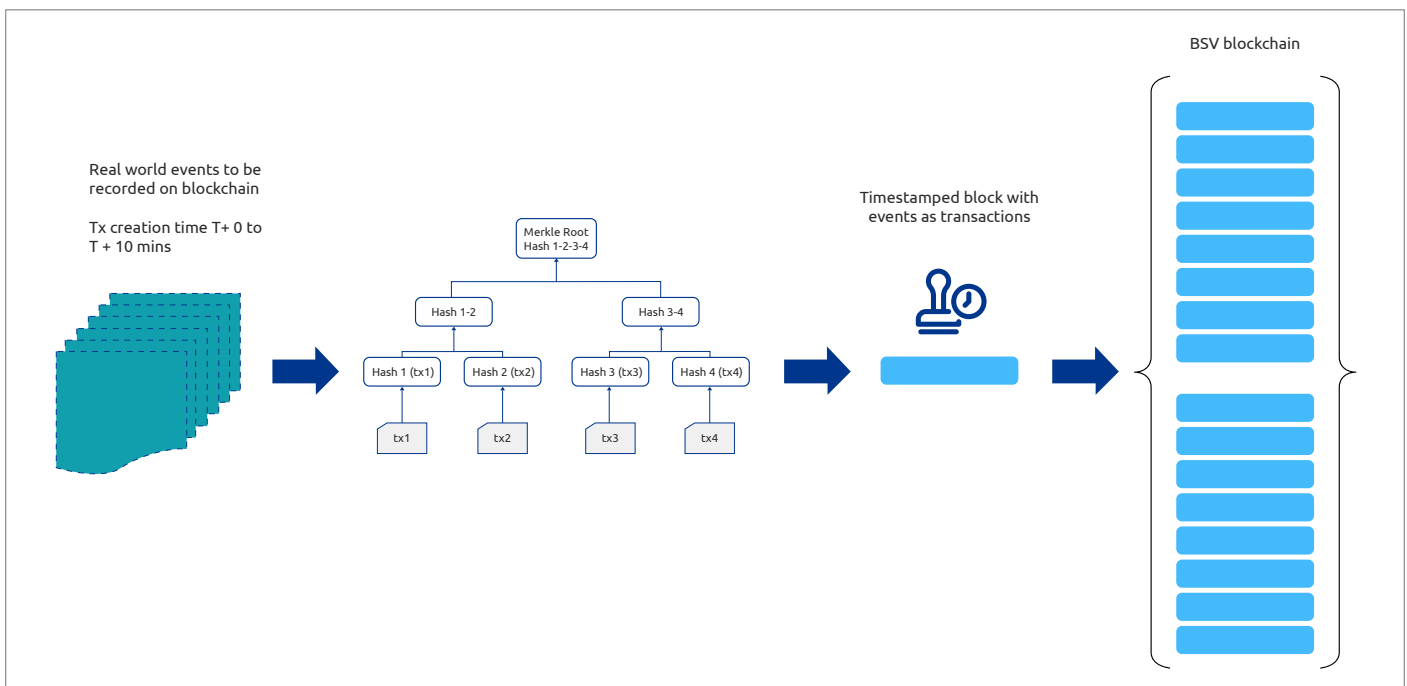 BSV blockchain
Real world events to be
recorded on blockchain
Tx creation time T+ 0 to
T + 10 mins
Merkle Root
Hash 1-2-3-4
Hash 1-2
Hash 3-4
Hash 1 (tx1)
Hash 2 (tx2)
Hash 3 (tx3)
Hash 4 (tx4)
tx1
tx2
tx3
tx4
Timestamped block with
events as transactions